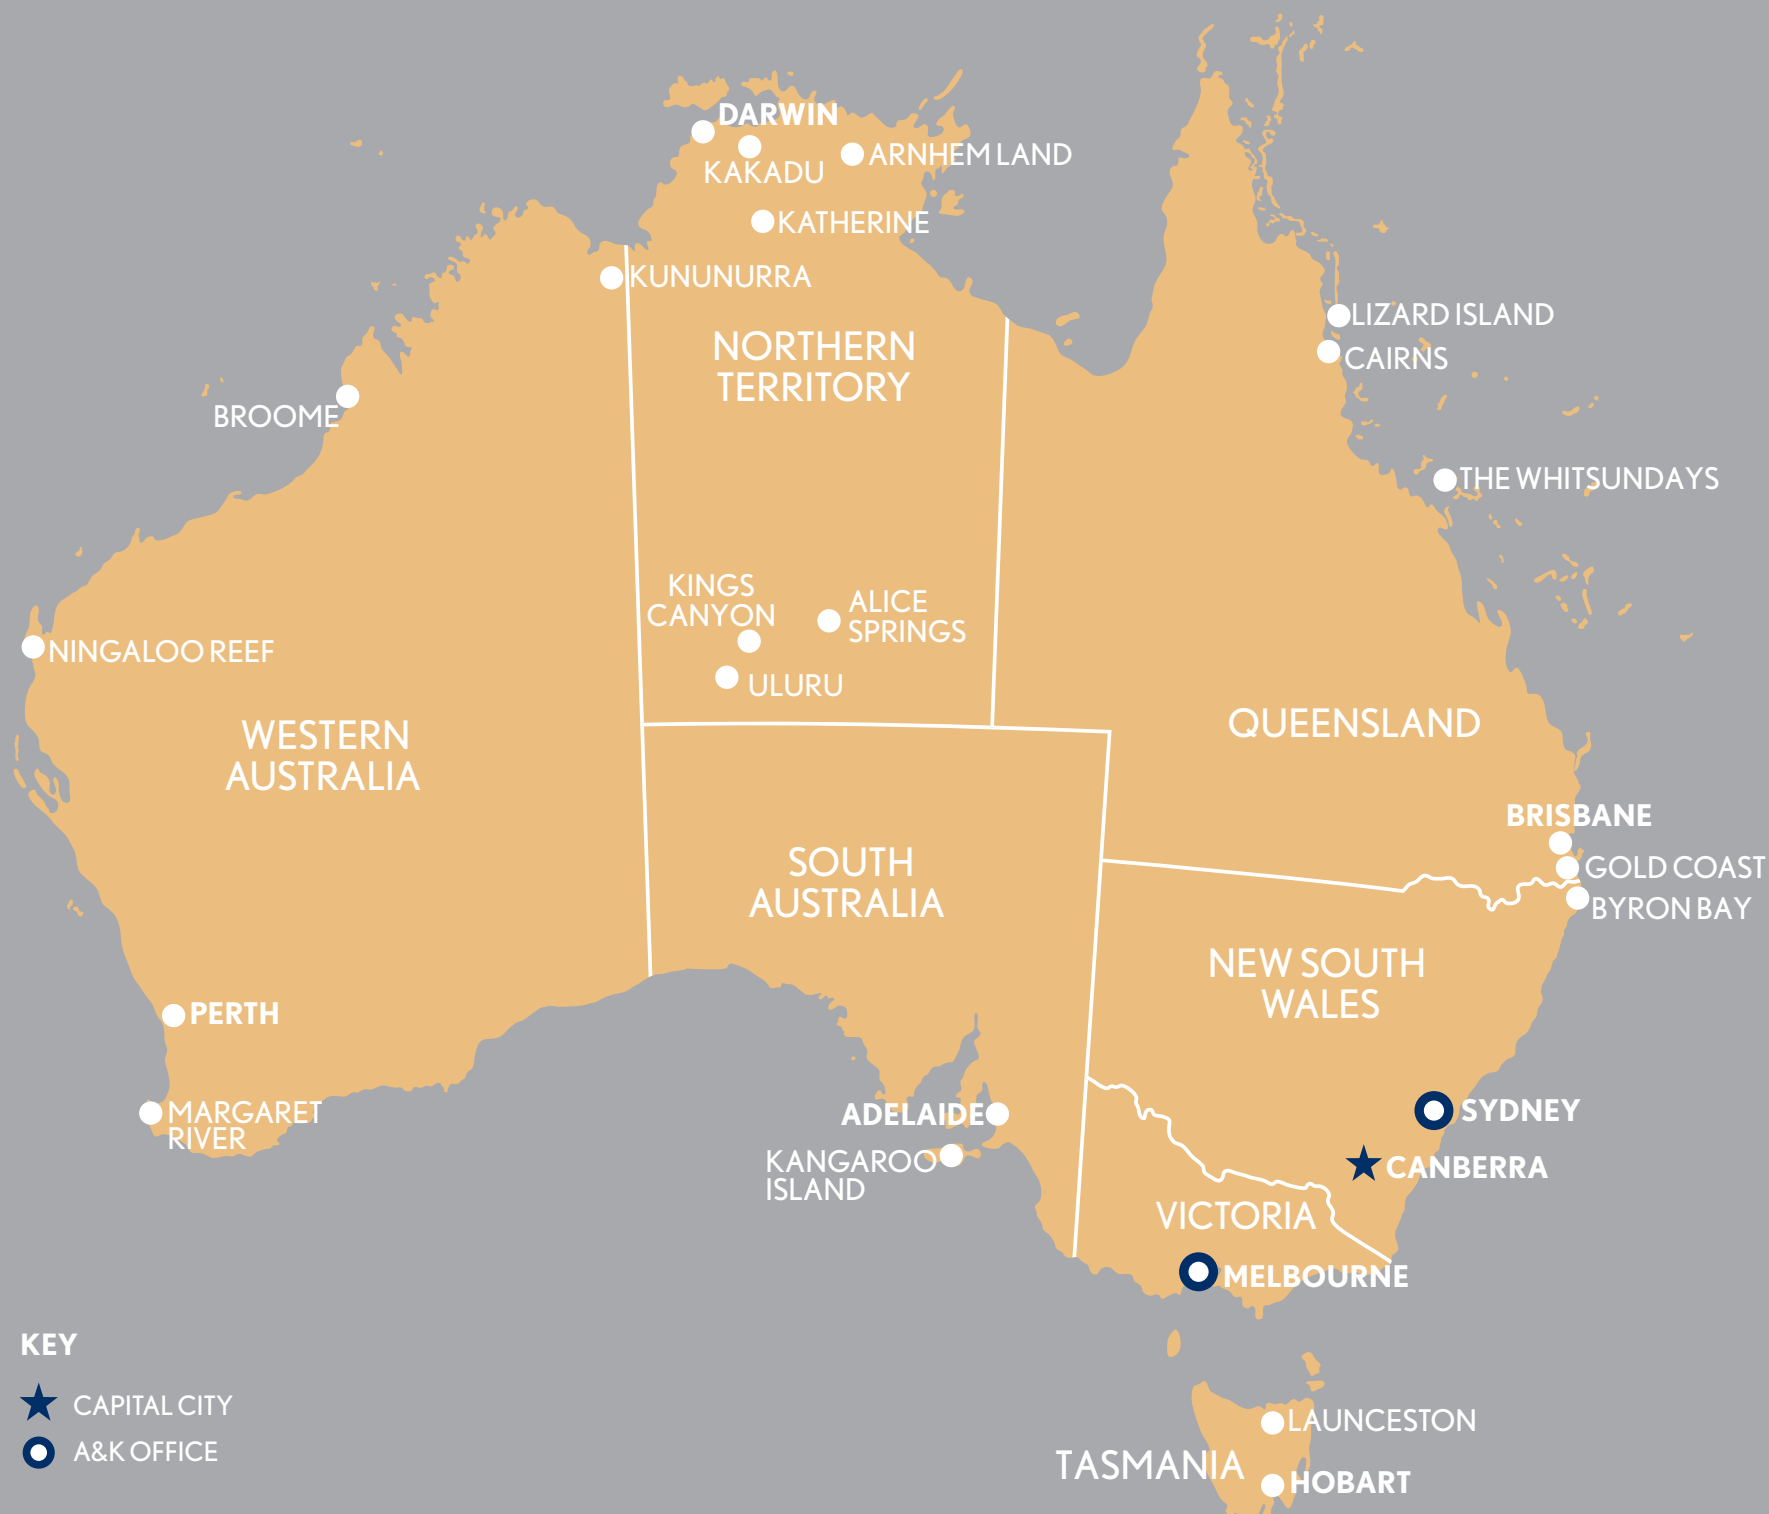 DARWIN
KAKADU
ARNHEM LAND
KATHERINE
KUNUNURRA
NORTHERN
TERRITORY
LIZARD ISLAND
CAIRNS
BROOME
THE WHITSUNDAYS
KINGS
CANYON
ALICE
SPRINGS
ULURU
NINGALOO REEF
WESTERN
AUSTRALIA
QUEENSLAND
BRISBANE
GOLD COAST
BYRON BAY
SOUTH
AUSTRALIA
NEW SOUTH
WALES
PERTH
MARGARET
RIVER
ADELAIDE
KANGAROO
ISLAND
SYDNEY
CANBERRA
VICTORIA
MELBOURNE
KEY
CAPITAL CITY
A&K OFFICE
LAUNCESTON
TASMANIA
HOBART